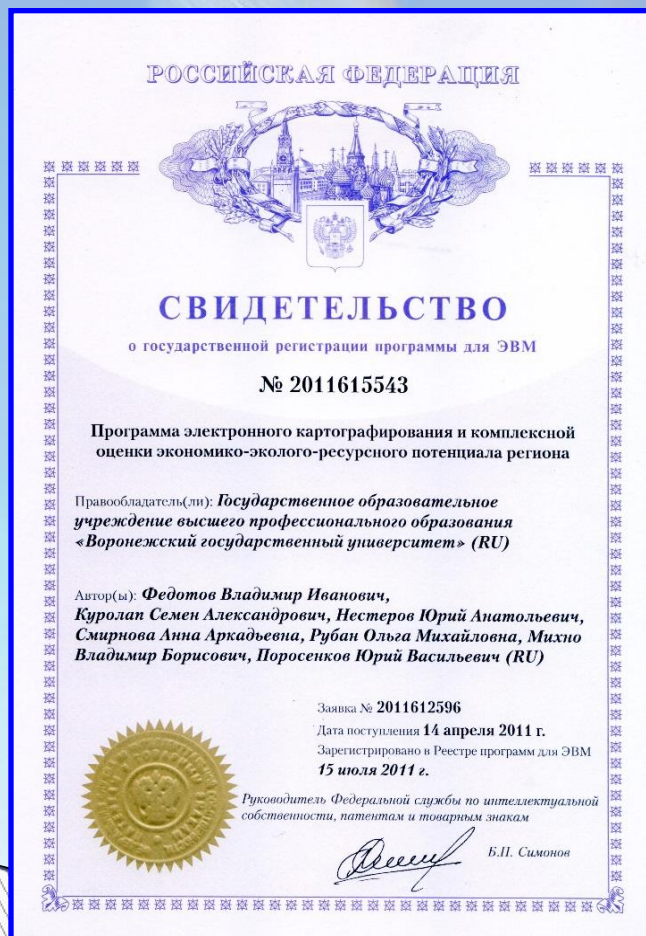 РОССИЙСКАЯ ФЕДЕРАЦИЯ
СВИДЕТЕЛЬСТВО
о государственной регистрации программы для ЭВМ
№ 2011615543
Программа электронного картографирования и комплексной
оценки экономико-эколого-ресурсного потенциала региона
Правообладатель(ли): Государственное образовательное
учреждение высшего профессионального образования
«Воронежский государственный университет» (RU)
Автор(ы): Федотов Владимир Иванович,
Куролап Семен Александрович, Нестеров Юрий Анатольевич,
Смирнова Анна Аркадьевна, Рубан Ольга Михайловна, Михно
Владимир Борисович, Поросенков Юрий Васильевич (RU)
Заявка № 2011612596
Дата поступления 14 апреля 2011 г.
Зарегистрировано в Реестре программ для ЭВМ
15 июля 2011 г.
Руководитель Федеральной службы по интеллектуальной
собственности, патентам и товарным знакам
Б.П. Симонов